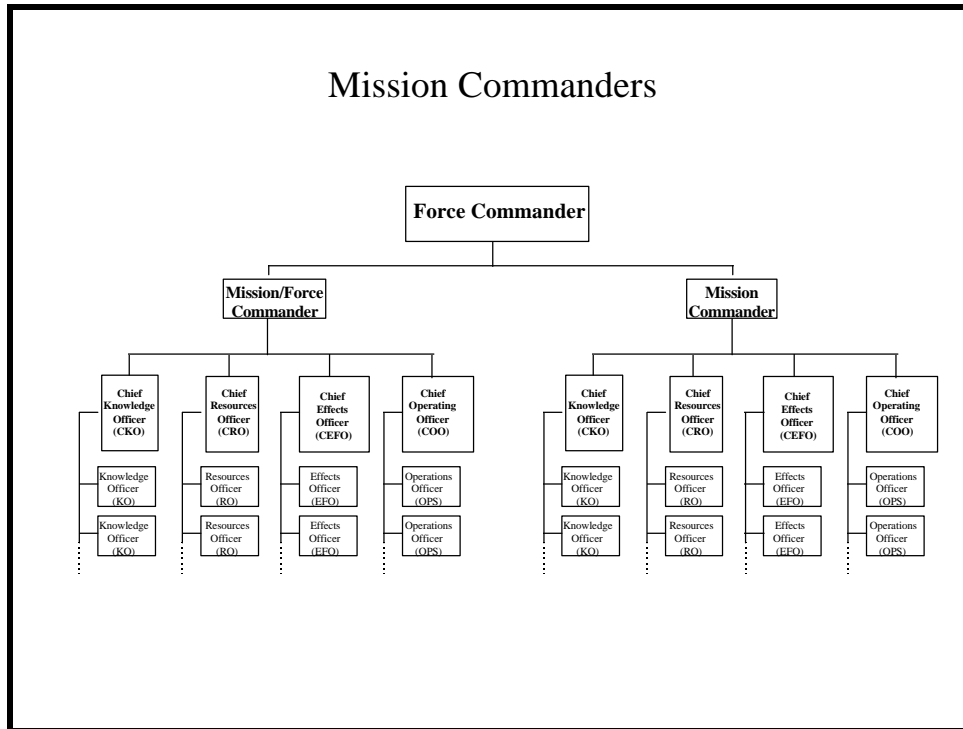 Mission Commanders
Force Commander
Mission/Force
Commander
Mission
Commander
Chief
Knowledge
Officer
(CKO)
Chief
Resources
Officer
(CRO)
Chief
Effects
Officer
(CEFO)
Chief
Operating
Officer
(COO)
Chief
Knowledge
Officer
(CKO)
Chief
Resources
Officer
(CRO)
Chief
Effects
Officer
(CEFO)
Chief
Operating
Officer
(COO)
Knowledge
Officer
(KO)
Resources
Officer
(RO)
Effects
Officer
(EFO)
Operations
Officer
(OPS)
Knowledge
Officer
(KO)
Resources
Officer
(RO)
Effects
Officer
(EFO)
Operations
Officer
(OPS)
Knowledge
Officer
(KO)
Resources
Officer
(RO)
Effects
Officer
(EFO)
Operations
Officer
(OPS)
Knowledge
Officer
(KO)
Resources
Officer
(RO)
Effects
Officer
(EFO)
Operations
Officer
(OPS)